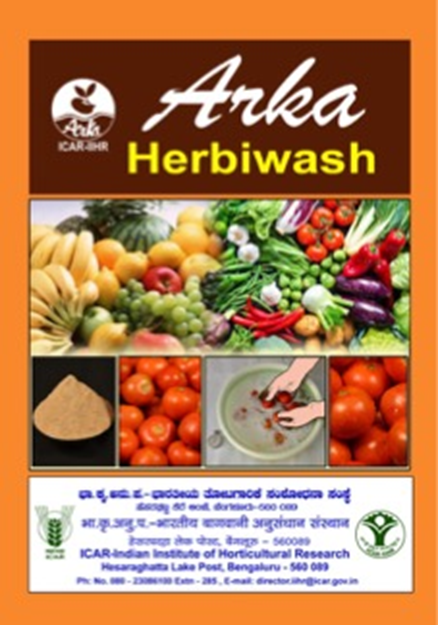 Arka
Arka
ICAR-IIHR
Herbiwash
ಭಾ.ಕೃ.ಅನು.ಪ.-ಭಾರತೀಯ ತೋಟಗಾರಿಕೆ ಸಂಶೋಧನಾ ಸಂಸ್ಥೆ
ಹೆಸರಘಟ್ಟ ಕೆರೆ ಅಂಚೆ, ಬೆಂಗಳೂರು-560 089
भा.कृ.अनु.प.-भारतीय बागवानी अनुसंधान संस्थान
हेसरघट्टा लेक पोस्ट, बेंगलूर - 560089
ICAR
ICAR-Indian Institute of Horticultural Research
Hesaraghatta Lake Post, Bengaluru - 560 089
Ph: No. 080 - 23086100 Extn - 285., E-mail: director.iihr@icar.gov.in